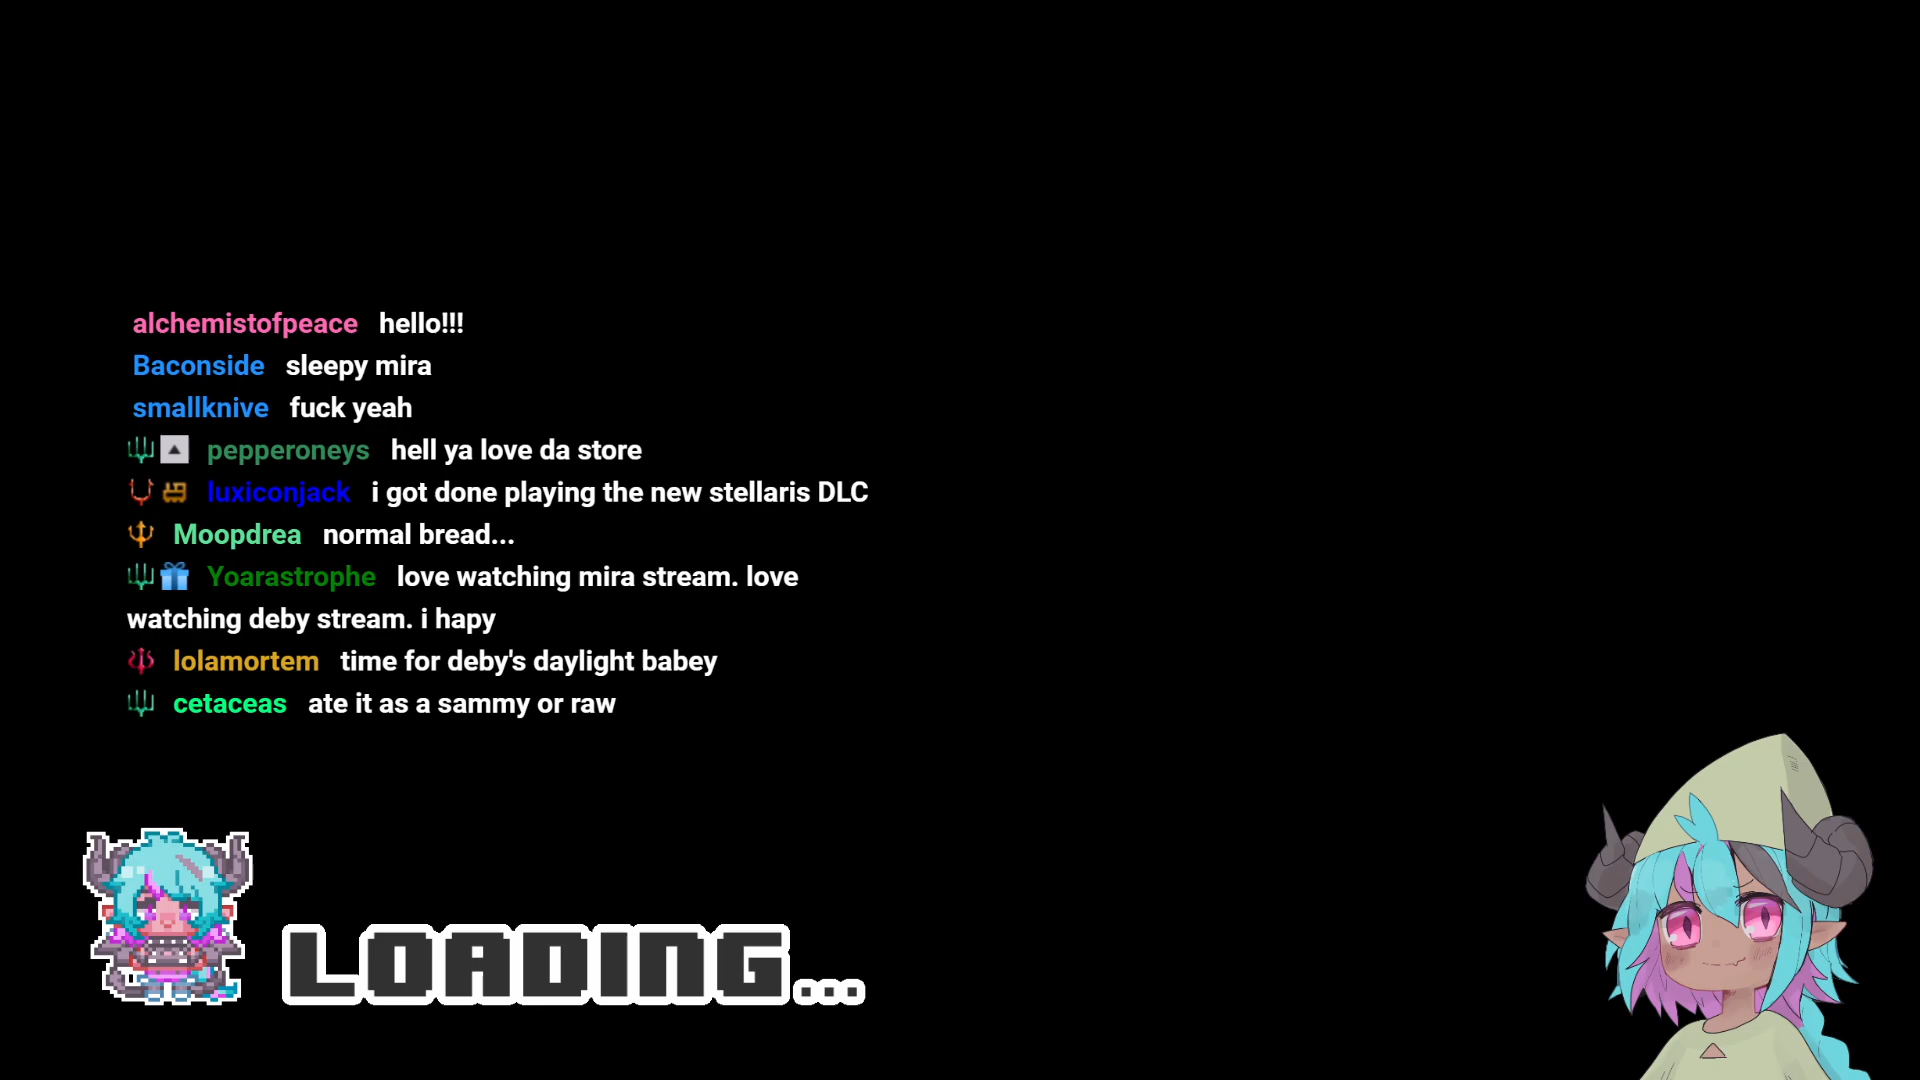 alchemistofpeace hello!!!
Baconside sleepy mira
smallknive fuck yeah
pepperoneys hell ya love da store
luxiconjack i got done playing the new stellaris DLC
Moopdrea normal bread...
Yoarastrophe love watching mira stream. love
watching deby stream. i hapy
lolamortem time for deby's daylight babey
cetaceas ate it as a sammy or raw
LOADING...